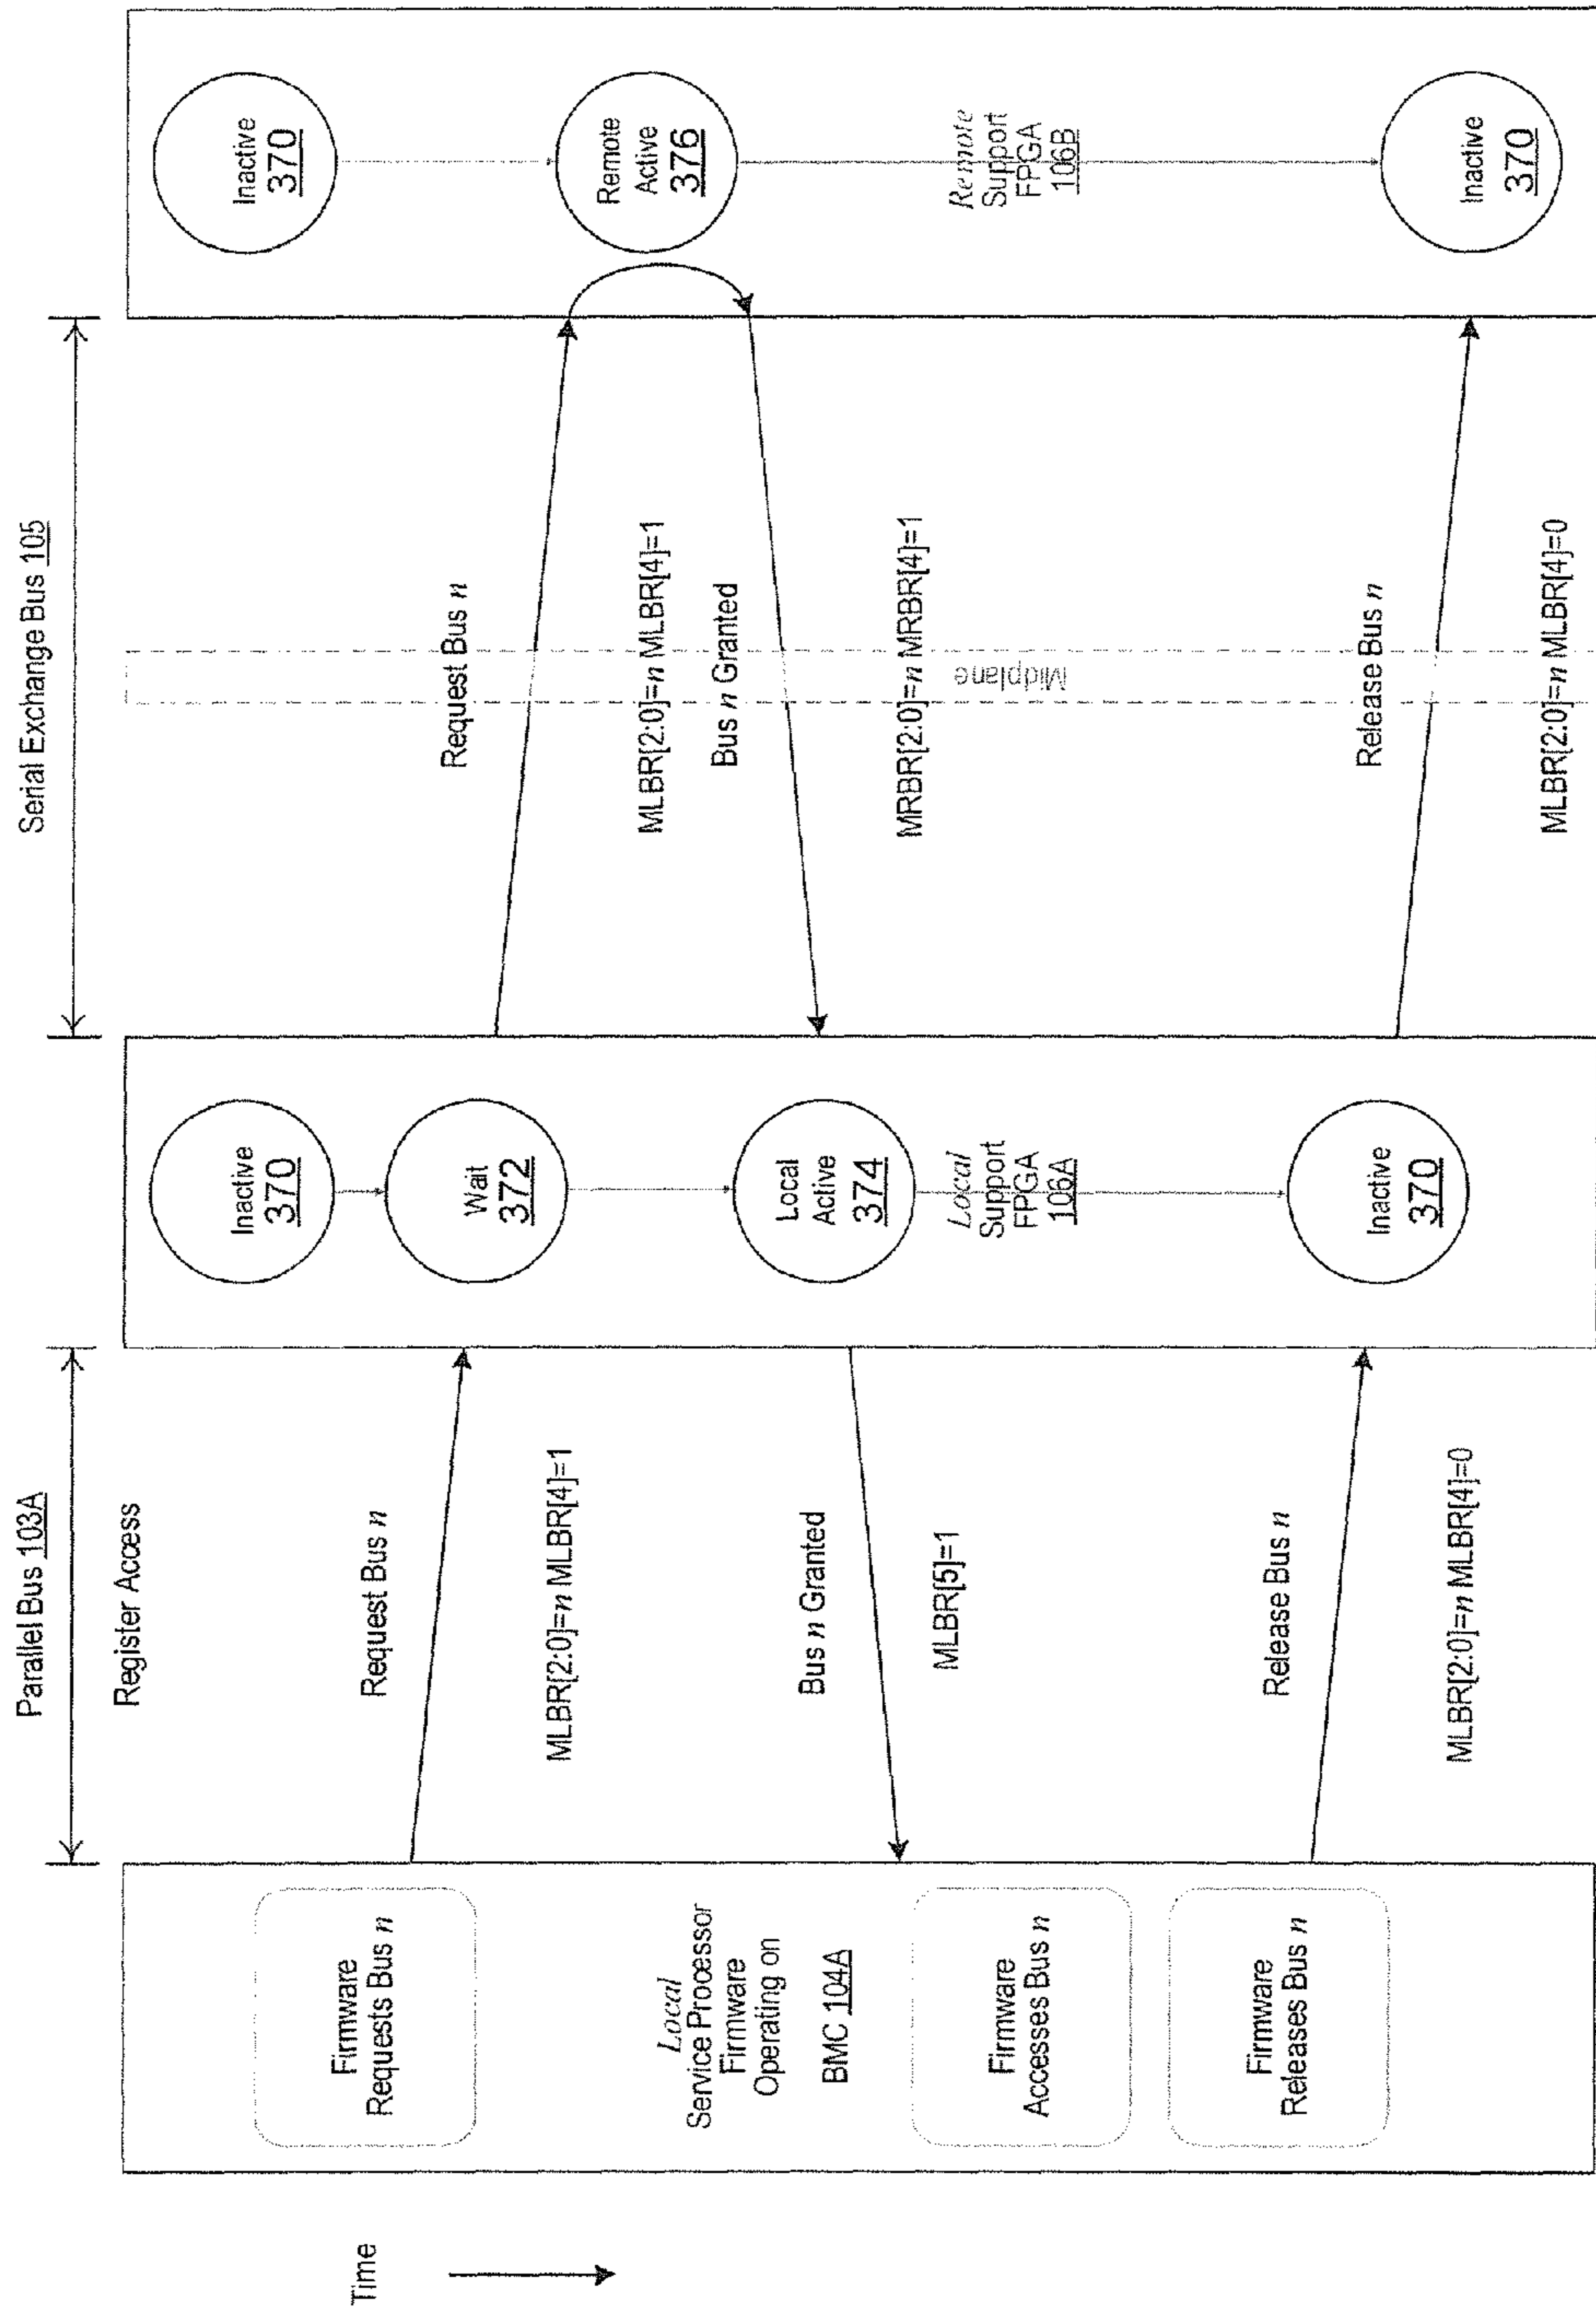 Time
Parallel Bus 103A
Register Access
Serial Exchange Bus 105
Firmware
Requests Bus n
Local
Service Processor
Firmware
Operating on
BMC 104A
Firmware
Accesses Bus n
Firmware
Releases Bus n
Request Bus n
MLBR[2:0]=n MLBR[4]=1
Bus n Granted
MLBR[5]=1
Release Bus n
MLBR[2:0]=n MLBR[4]=0
Inactive
370
Wait
372
Local
Active
374
Local
Support
FPGA
106A
Inactive
370
Request Bus n
MLBR[2:0]=n MLBR[4]=1
Bus n Granted
MRBR[2:0]=n MRBR[4]=1
Midplane
Release Bus n
MLBR[2:0]=n MLBR[4]=0
Inactive
370
Remote
Active
376
Remote
Support
FPGA
106B
Inactive
370